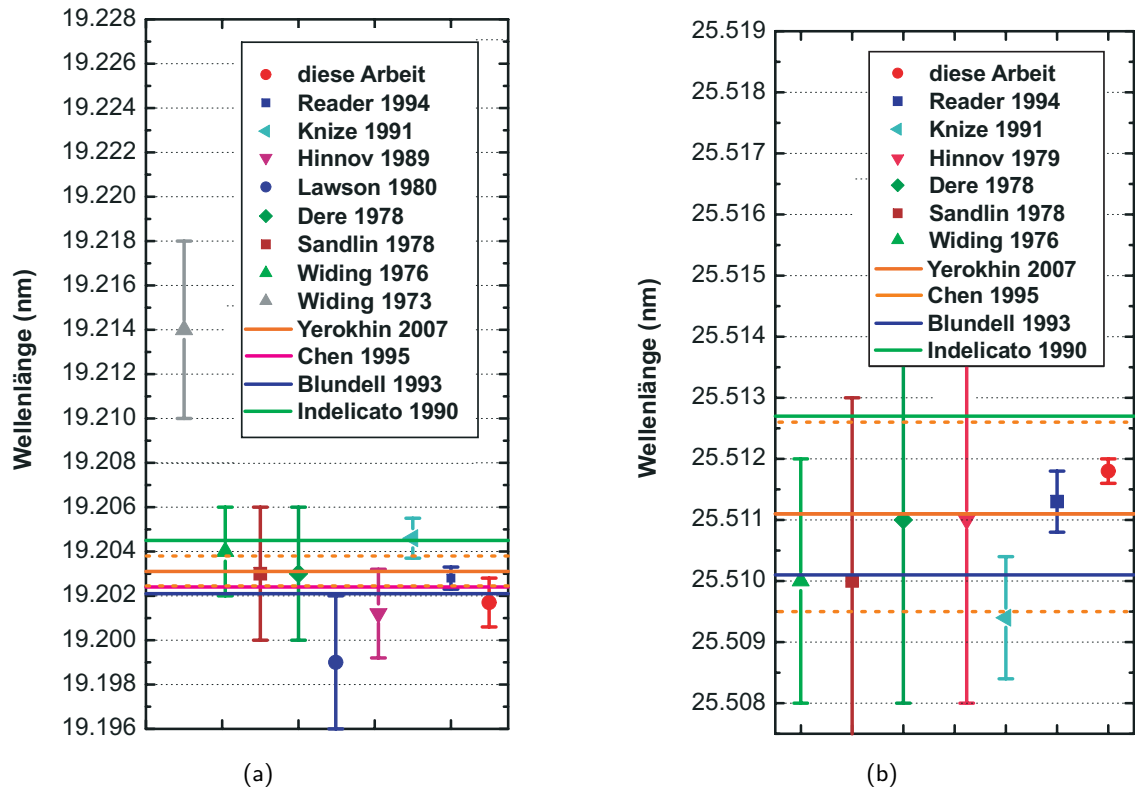 Wellenlänge (nm)
19.228
19.226
19.224
19.222
19.220
19.218
19.216
19.214
19.212
19.210
19.208
19.206
19.204
19.202
19.200
19.198
19.196
diese Arbeit
Reader 1994
Knize 1991
Hinnov 1989
Lawson 1980
Dere 1978
Sandlin 1978
Widing 1976
Widing 1973
Yerokhin 2007
Chen 1995
Blundell 1993
Indelicato 1990
(a)
Wellenlänge (nm)
25.519
25.518
25.517
25.516
25.515
25.514
25.513
25.512
25.511
25.510
25.509
25.508
diese Arbeit
Reader 1994
Knize 1991
Hinnov 1979
Dere 1978
Sandlin 1978
Widing 1976
Yerokhin 2007
Chen 1995
Blundell 1993
Indelicato 1990
(b)